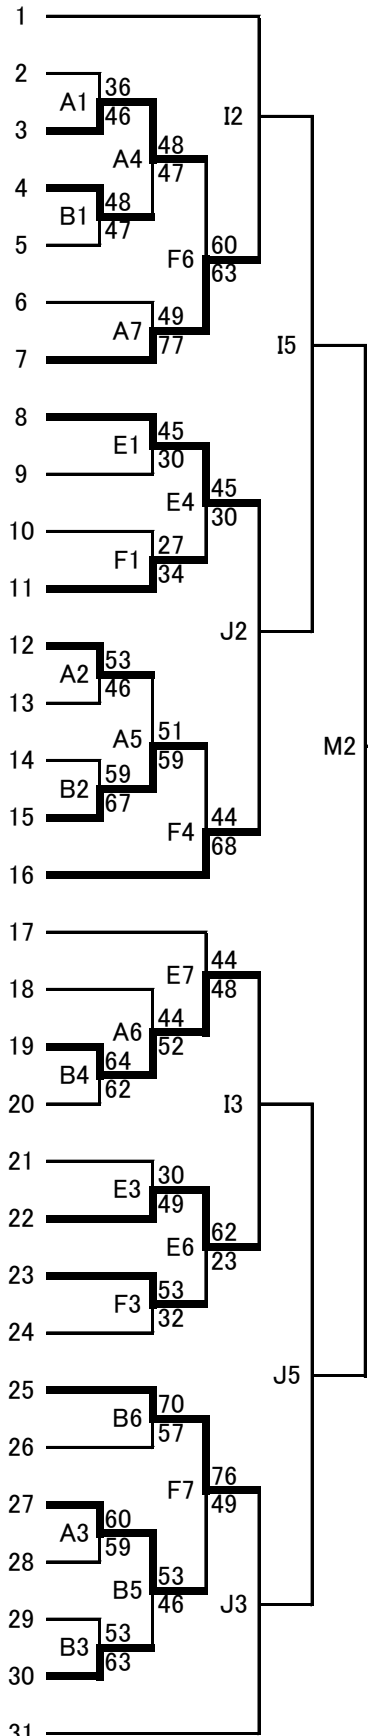 1
2
36
A1
46
3
I2
48
A4
47
4
48
B1
47
5
60
F6
63
6
49
A7
77
7
I5
8
45
E1
30
9
45
E4
30
10
27
F1
34
11
J2
12
53
A2
46
13
51
A5
59
14
59
B2
67
15
M2
44
F4
68
16
17
44
E7
48
18
44
A6
52
19
64
B4
62
20
I3
21
30
E3
49
22
62
E6
23
23
53
F3
32
24
J5
25
70
B6
57
26
76
F7
49
27
60
A3
59
28
53
B5
46
29
53
B3
63
30
J3
31